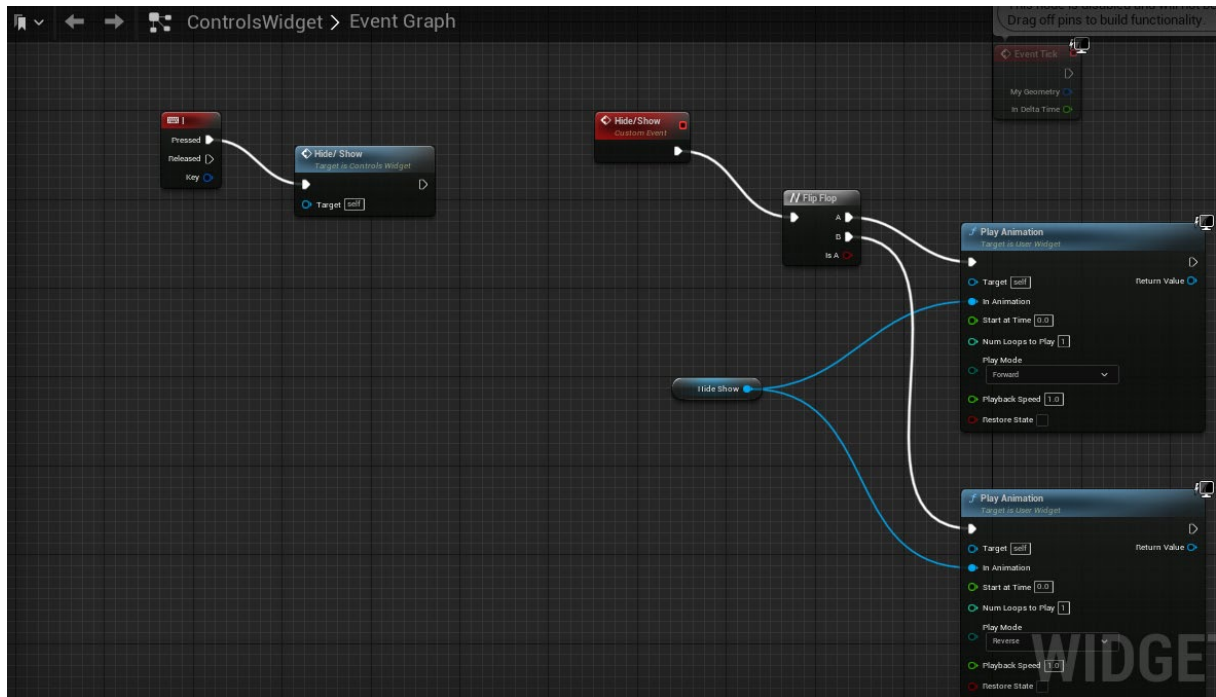 ControlsWidget > Event Graph
Drag off pins to build functionality.
Event Tick
My Geometry
In Delta Time
Pressed
Released
Key
Hide/ Show
Target is Controls Widget
Target self
Hide/Show
Custom Event
Flip Flop
A
B
Is A
Play Animation
Target is User Widget
Target self
Return Value
In Animation
Start at Time 0.0
Num Loops to Play 1
Play Mode
Forward
Playback Speed 1.0
Restore State
Hide Show
Play Animation
Target is User Widget
Target self
Return Value
In Animation
Start at Time 0.0
Num Loops to Play 1
Play Mode
Reverse
Playback Speed 1.0
Restore State
WIDGET